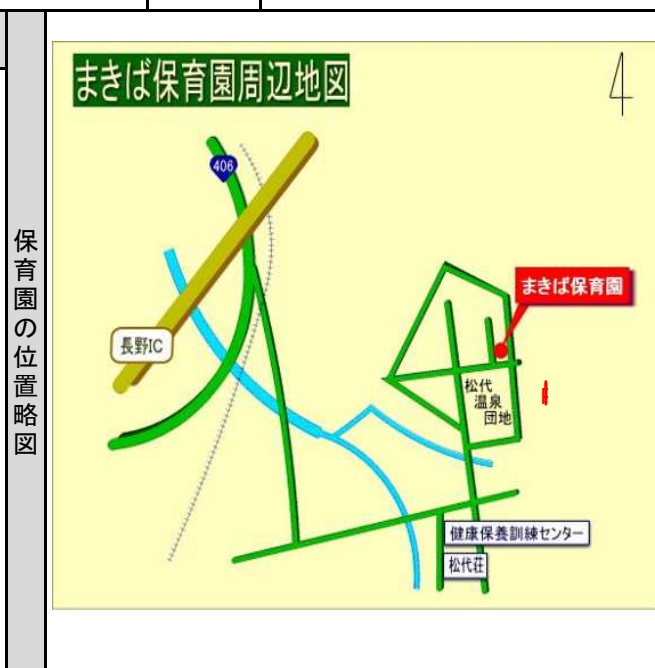 保育園の位置略図
まきば保育園周辺地図
406
まきば保育園
長野IC
松代
温泉
団地
健康保養訓練センター
松代荘